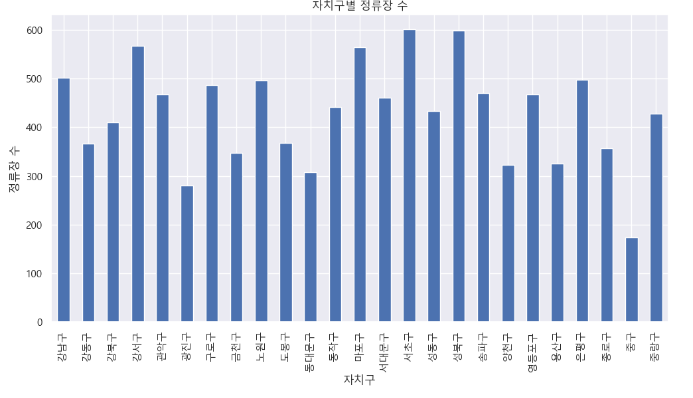 자치구별 정류장 수
정류장 수
600
500
400
300
200
100
0
강남구
강동구
강북구
강서구
관악구
광진구
구로구
금천구
노원구
도봉구
동대문구
동작구
마포구
서대문구
서초구
성동구
성북구
송파구
양천구
영등포구
용산구
은평구
종로구
중구
중랑구
자치구